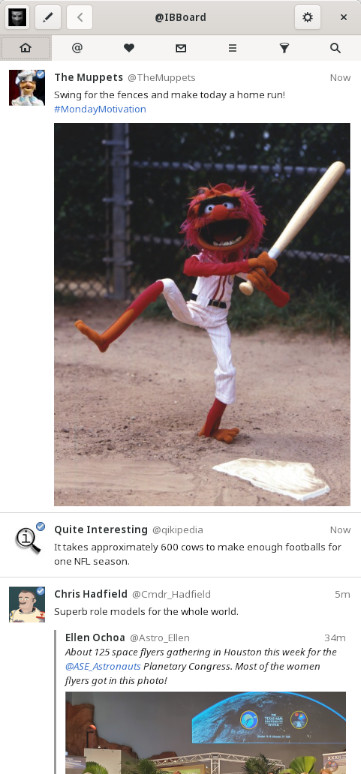 @IBBoard
The Muppets @TheMuppets Now
Swing for the fences and make today a home run!
#MondayMotivation
Quite Interesting @qikipedia Now
It takes approximately 600 cows to make enough footballs for
one NFL season.
Chris Hadfield @Cmdr_Hadfield 5m
Superb role models for the whole world.
Ellen Ochoa @Astro_Ellen 34m
About 125 space flyers gathering in Houston this week for the
@ASE_Astronauts Planetary Congress. Most of the women
flyers got in this photo!